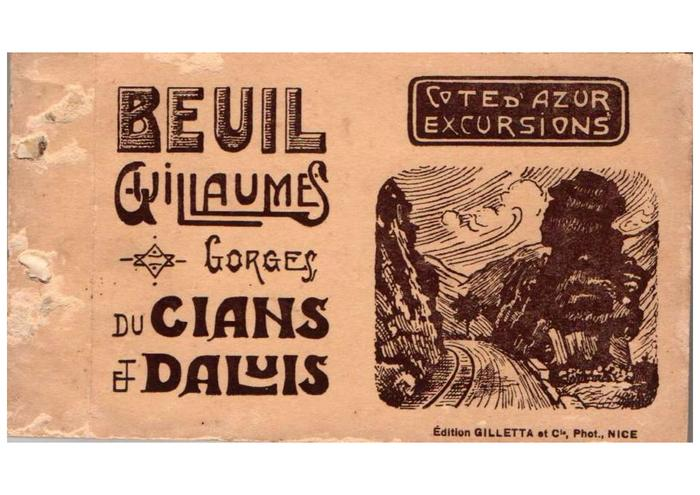 BEUIL
GUILLAUMES
GORGES
DU CIANS
ET DALUIS
COTE D'AZUR
EXCURSIONS
Édition GILLETTA et Cie, Phot., NICE